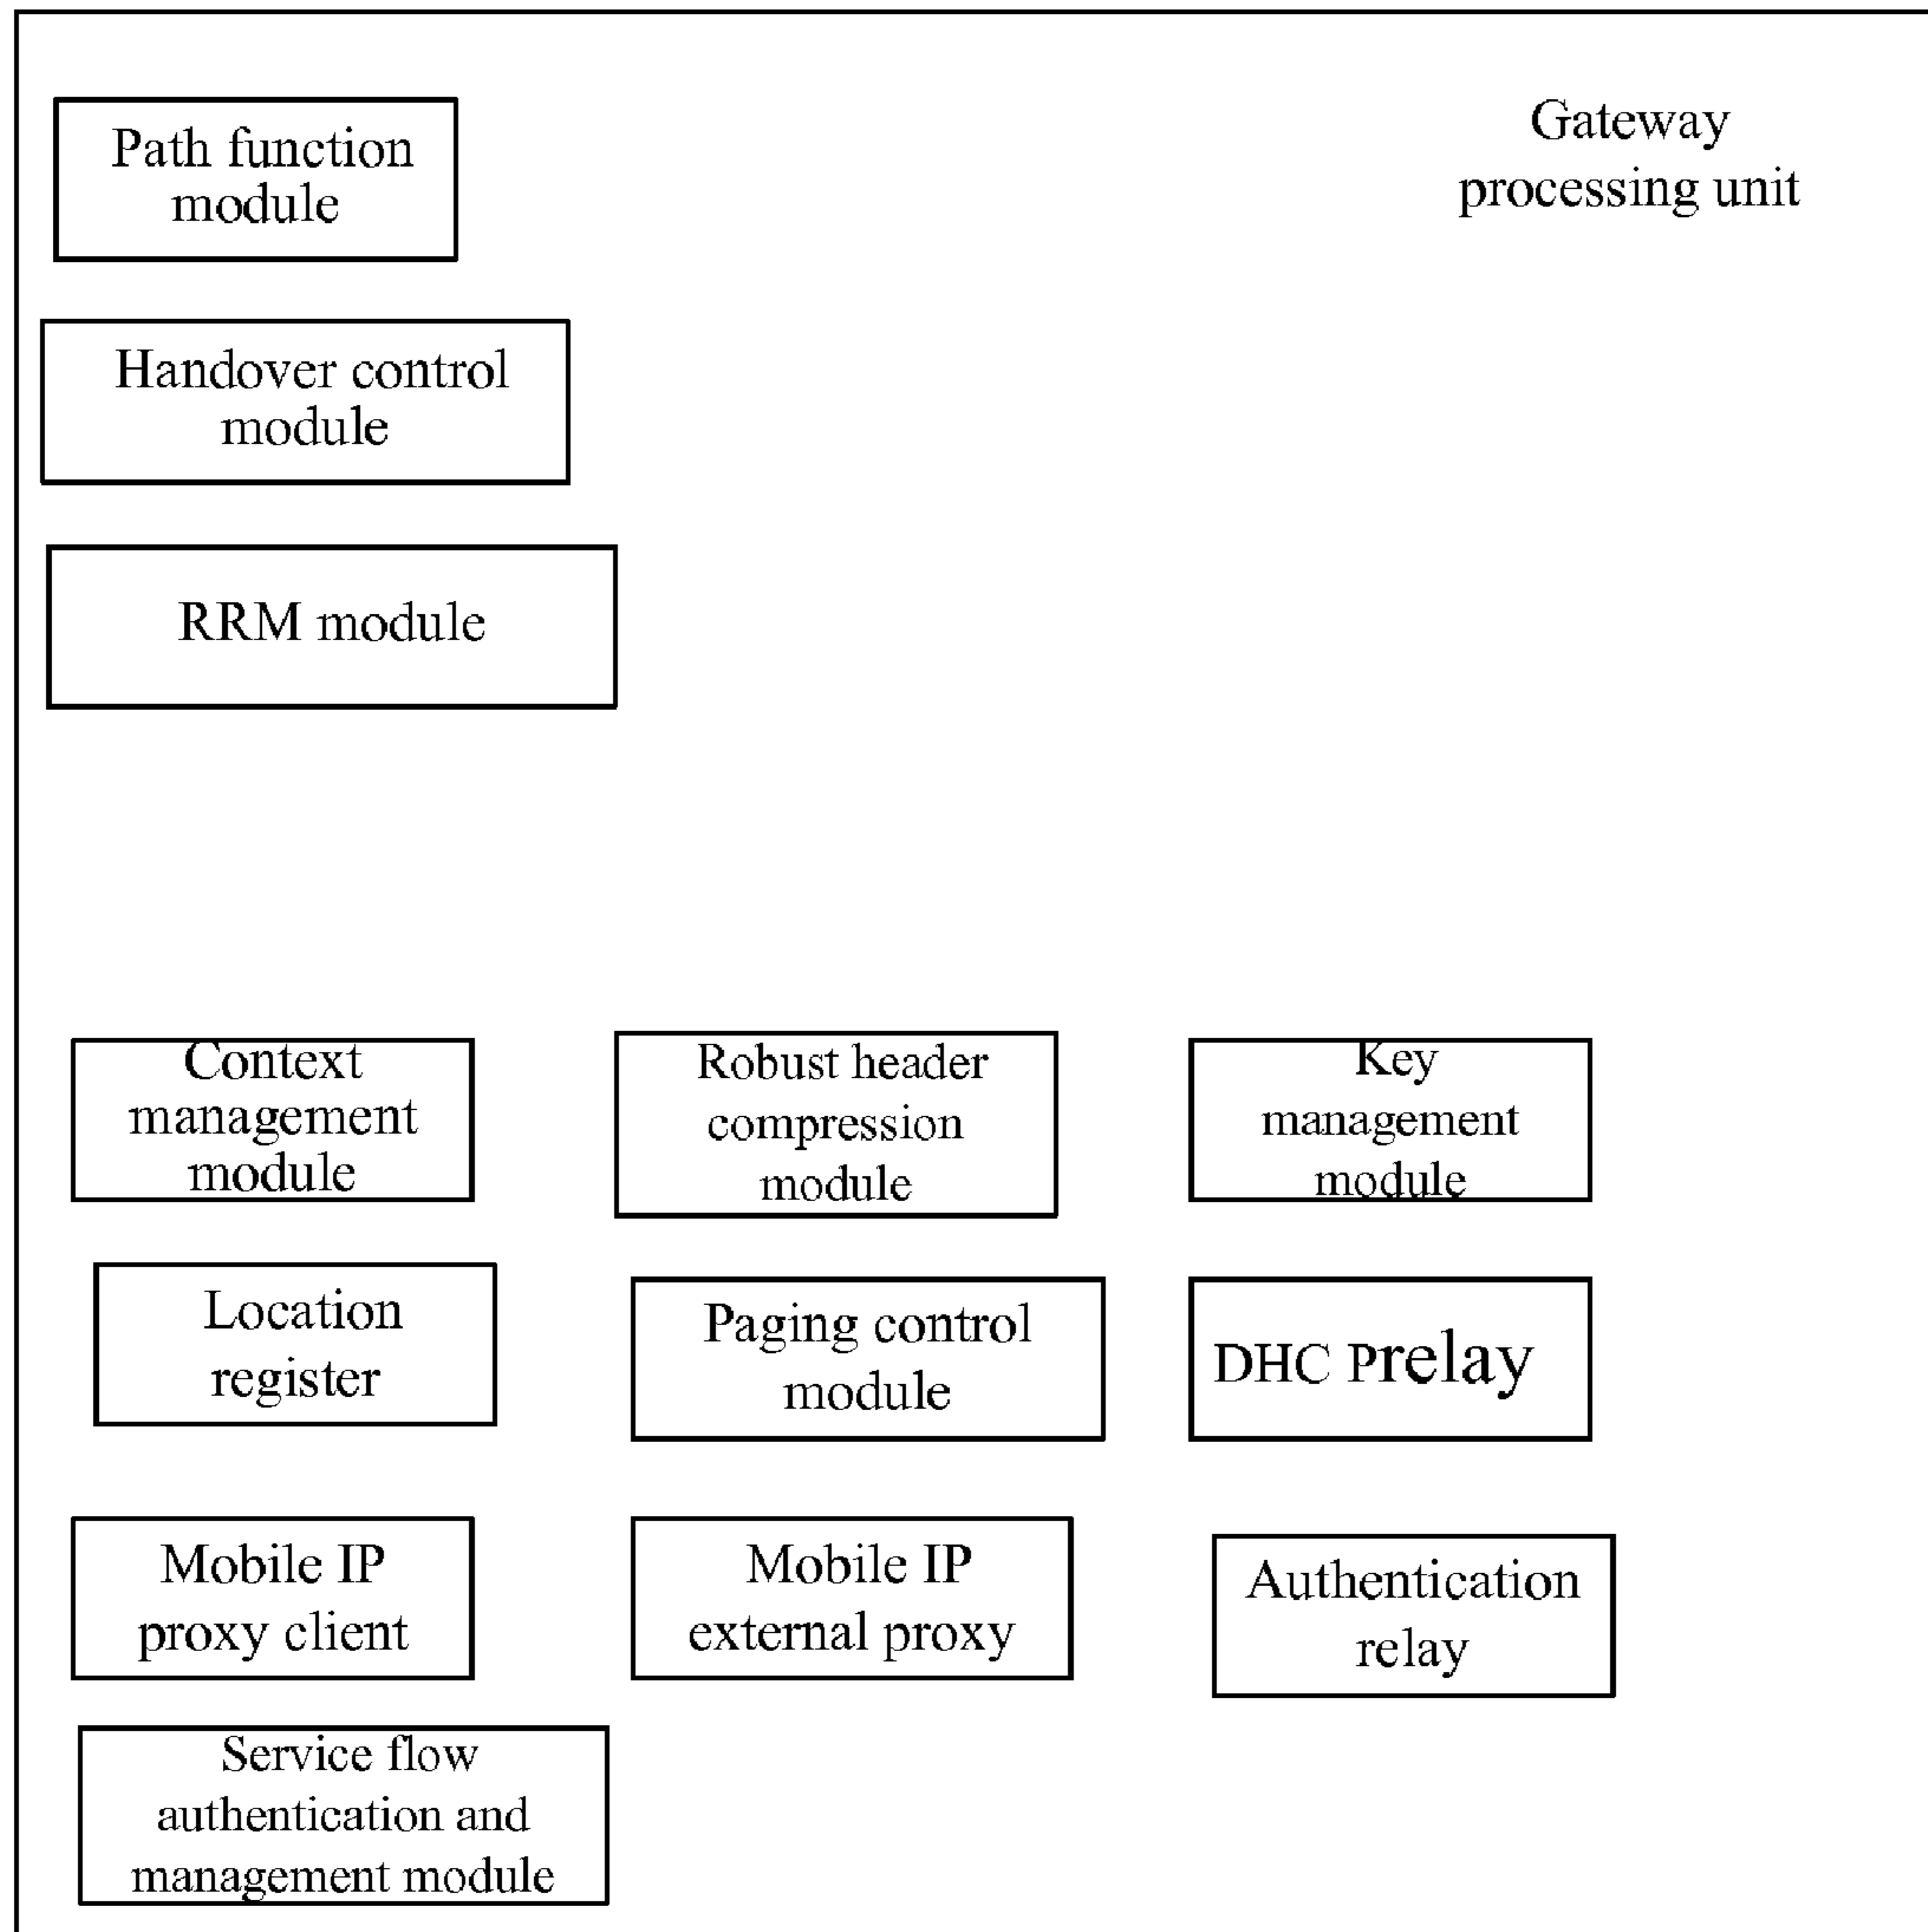 Path function
module
Gateway
processing unit
Handover control
module
RRM module
Context
management
module
Robust header
compression
module
Key
management
module
Location
register
Paging control
module
DHC Prelay
Mobile IP
proxy client
Mobile IP
external proxy
Authentication
relay
Service flow
authentication and
management module